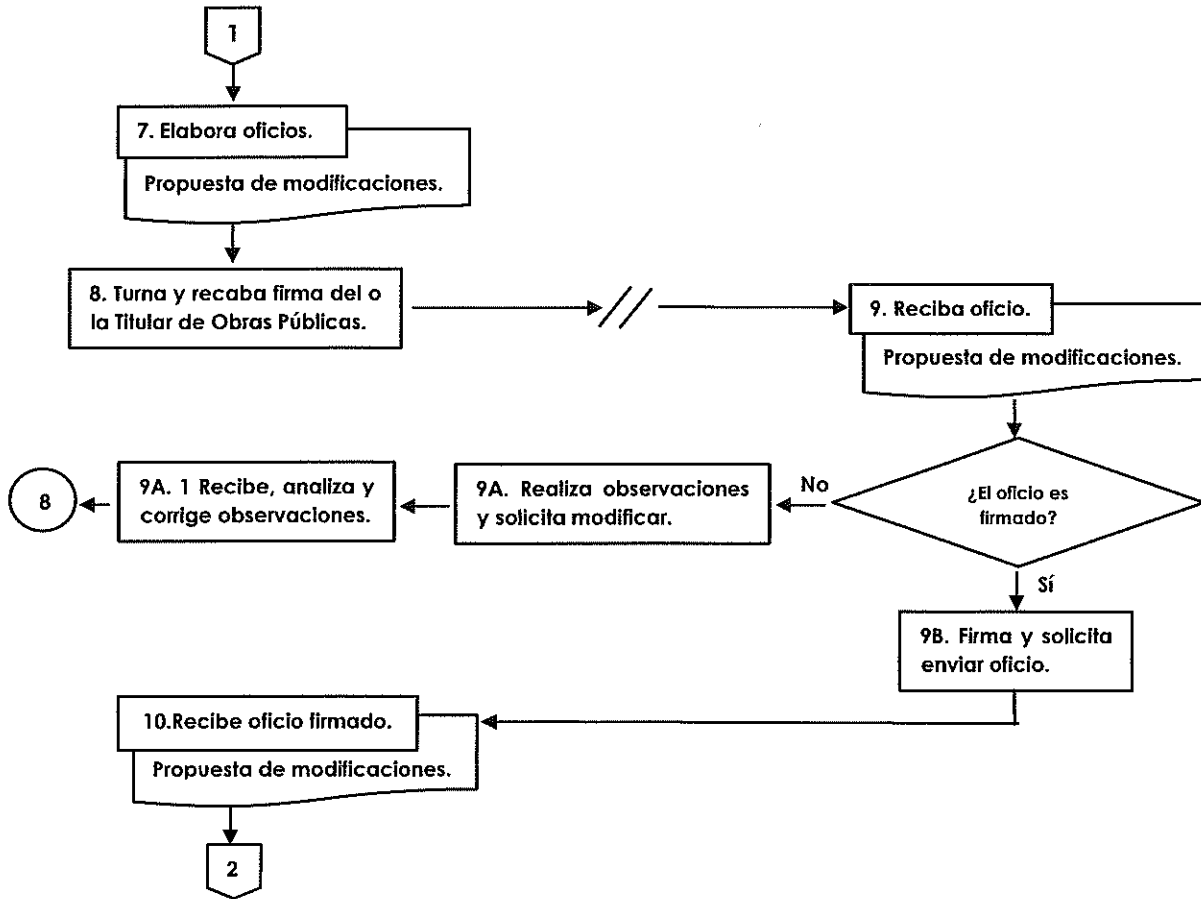 1
7. Elabora oficios.
Propuesta de modificaciones.
8. Turna y recaba firma del o
la Titular de Obras Públicas.
9. Reciba oficio.
Propuesta de modificaciones.
¿El oficio es
firmado?
No
9A. Realiza observaciones
y solicita modificar.
9A. 1 Recibe, analiza y
corrige observaciones.
8
Sí
9B. Firma y solicita
enviar oficio.
10.Recibe oficio firmado.
Propuesta de modificaciones.
2